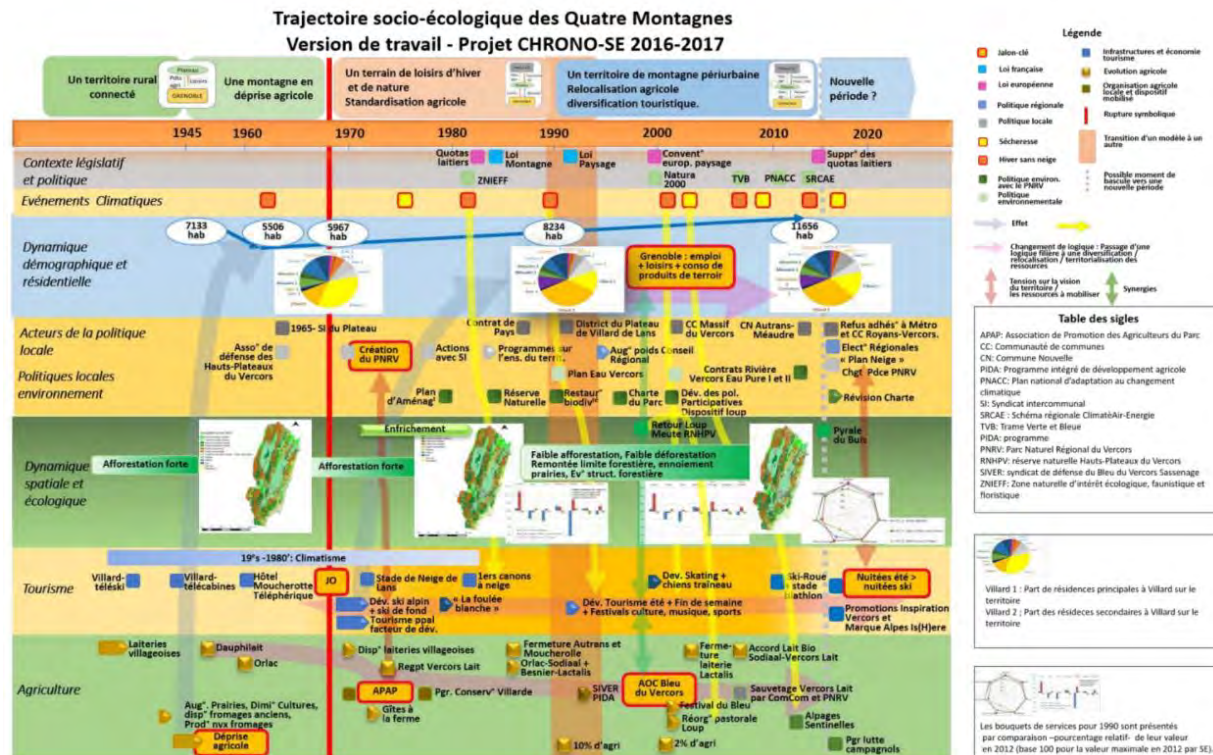 Trajectoire socio-écologique des Quatre Montagnes
Version de travail - Projet CHRONO-SE 2016-2017
Un territoire rural
connecté
GRENOBLE
Une montagne en
déprise agricole
Un terrain de loisirs d'hiver
et de nature
Standardisation agricole
Un territoire de montagne périurbaine
Relocalisation agricole
diversification touristique.
Nouvelle
période ?
1945 1960 1970 1980 1990 2000 2010 2020
Contexte législatif
et politique
Quotas
laitiers
Loi
Montagne
Loi
Paysage
Convent°
europ. paysage
Suppr° des
quotas laitiers
ZNIEFF
Natura
2000
TVB
PNACC
SRCAE
Evénements Climatiques
Dynamique
démographique et
résidentielle
7133
hab
5506
hab
5967
hab
8234
hab
11656
hab
Grenoble : emploi
+ loisirs + conso de
produits de terroir
Acteurs de la politique
locale
Politiques locales
environnement
1965- SI du Plateau
Asso° de
défense des
Hauts-Plateaux
du Vercors
Création
du PNRV
Contrat de
Pays
Actions
avec SI
Programmes sur
l'ens. du territ.
District du Plateau
de Villard de Lans
Aug° poids Conseil
Régional
CC Massif
du Vercors
CN Autrans-
Méaudre
Refus adhés° à Métro
et CC Royans-Vercors.
Elect° Régionales
« Plan Neige »
Chgt Pdce PNRV
Plan Eau Vercors
Contrats Rivière
Vercors Eau Pure I et II
Plan
d'Aménag°
Réserve
Naturelle
Restaur°
biodivté
Charte
du Parc
Dév. des pol.
Participatives
Dispositif loup
Révision Charte
Dynamique
spatiale et
écologique
Enfrichement
Afforestation forte
Afforestation forte
Retour Loup
Meute RNHPV
Pyrale
du Buis
Faible afforestation, Faible déforestation
Remontée limite forestière, ennoiement
prairies, Ev° struct. forestière
Tourisme
19es -1980': Climatisme
Villard-
téléski
Villard-
télécabines
Hôtel
Moucherotte
Téléphérique
JO
Stade de Neige de
Lans
1ers canons à
neige
Dév. ski alpin
+ ski de fond
Tourisme ppal
facteur de dév.
« La foulée
blanche »
Dév. Tourisme été + Fin de semaine
+ Festivals culture, musique, sports
Dev. Skating +
chiens traîneau
Ski-Roue
+ stade
biathlon
Nuitées été >
nuitées ski
Promotions Inspiration
Vercors et
Marque Alpes Is(H)ere
Agriculture
Laiteries
villageoises
Dauphilait
Orlac
Disp° laiteries villageoises
Regpt Vercors Lait
Fermeture Autrans et
Moucherolle
Orlac-Sodiaal +
Besnier-Lactalis
Ferme-
ture
laiterie
Lactalis
Accord Lait Bio
Sodiaal-Vercors Lait
APAP
Pgr. Conserv° Villarde
Gîtes à
la ferme
SIVER
PIDA
AOC Bleu
du Vercors
Festival du Bleu
Réorg° pastorale
Loup
Sauvetage Vercors Lait
par ComCom et PNRV
Alpages
Sentinelles
Aug°. Prairies, Dimi° Cultures,
disp° fromages anciens,
Prod° nvx fromages
Déprise
agricole
10% d'agri
2% d'agri
Pgr lutte
campagnols
Légende
Jalon-clé
Loi française
Loi européenne
Politique régionale
Politique locale
Sécheresse
Hiver sans neige
Politique environ.
avec le PNRV
Politique
environnementale
Infrastructures et économie
tourisme
Evolution agricole
Organisation agricole
locale et dispositif
mobilisé
Rupture symbolique
Transition d'un modèle à un
autre
Possible moment de
bascule vers une
nouvelle période
Effet
Changement de logique : Passage d'une
logique filière à une diversification /
relocalisation / territorialisation des
ressources
Tension sur la vision
du territoire /
les ressources à mobiliser
Synergies
Table des sigles
APAP: Association de Promotion des Agriculteurs du Parc
CC: Communauté de communes
CN: Commune Nouvelle
PIDA: Programme intégré de développement agricole
PNACC: Plan national d'adaptation au changement
climatique
SI: Syndicat intercommunal
SRCAE : Schéma régionale ClimatèAir-Energie
TVB: Trame Verte et Bleue
PIDA: programme
PNRV: Parc Naturel Régional du Vercors
RNHPV: réserve naturelle Hauts-Plateaux du Vercors
SIVER: syndicat de défense du Bleu du Vercors Sassenage
ZNIEFF: Zone naturelle d'intérêt écologique, faunistique et
floristique
Villard 1 : Part de résidences principales à Villard sur le
territoire
Villard 2 : Part des résideces secondaires à Villard sur le
territoire
Les bouquets de services pour 1990 sont présentés
par comparaison –pourcentage relatif- de leur valeur
en 2012 (base 100 pour la valeur maximale en 2012 par SE).